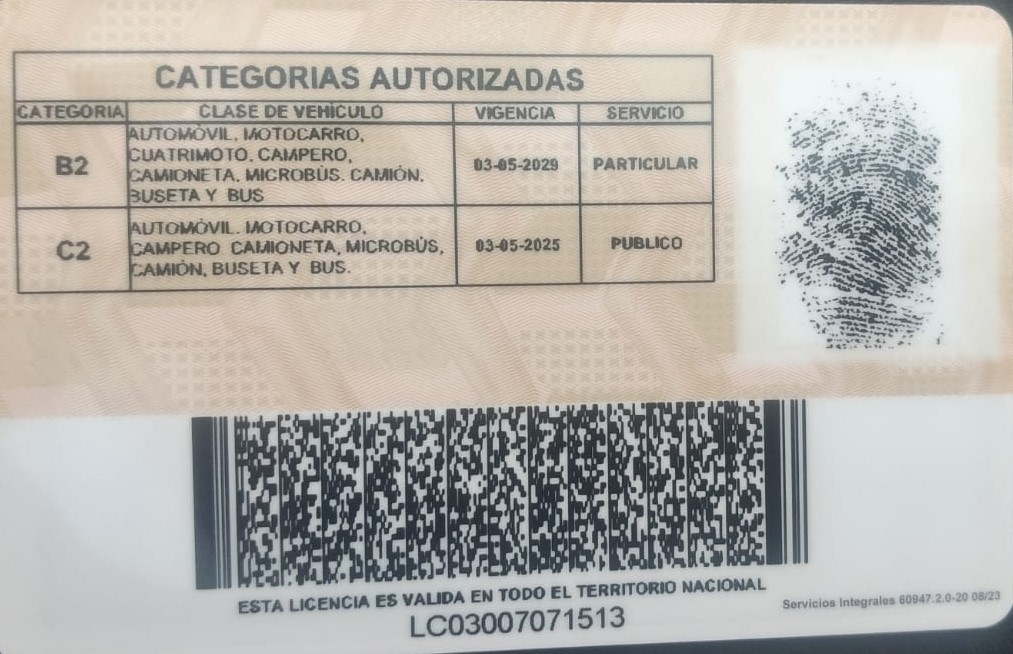 CATEGORIAS AUTORIZADAS
CATEGORIA CLASE DE VEHÍCULO VIGENCIA SERVICIO
B2
AUTOMÓVIL, MOTOCARRO,
CUATRIMOTO, CAMPERO,
CAMIONETA, MICROBÚS, CAMIÓN,
BUSETA Y BUS
03-05-2029 PARTICULAR
C2
AUTOMÓVIL, MOTOCARRO,
CAMPERO CAMIONETA, MICROBÚS,
CAMIÓN, BUSETA Y BUS.
03-05-2025 PUBLICO
ESTA LICENCIA ES VALIDA EN TODO EL TERRITORIO NACIONAL
LC03007071513
Servicios Integrales 60947.2.0-20 08/23